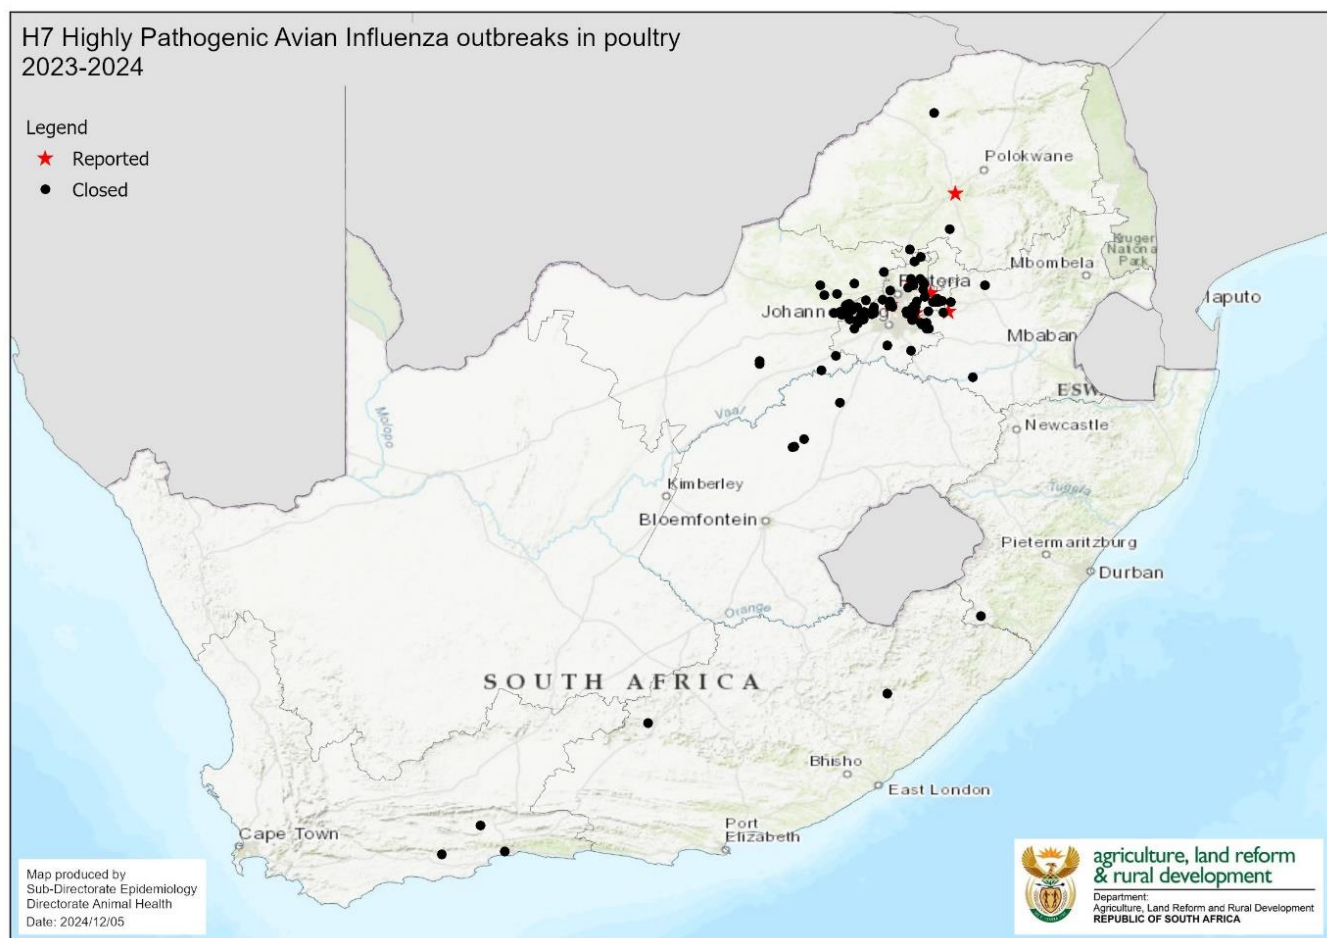 H7 Highly Pathogenic Avian Influenza outbreaks in poultry
2023-2024
Legend
Reported
Closed
Polokwane
Kruger
National
Park
Mbombela
Maputo
Mbaban
ESW
Newcastle
Molopo
Vaal
Kimberley
Bloemfontein
Tugela
Pietermaritzburg
Durban
Orange
SOUTH AFRICA
Bhisho
East London
Port
Elizabeth
Cape Town
Map produced by
Sub-Directorate Epidemiology
Directorate Animal Health
Date: 2024/12/05
agriculture, land reform
& rural development
Department:
Agriculture, Land Reform and Rural Development
REPUBLIC OF SOUTH AFRICA